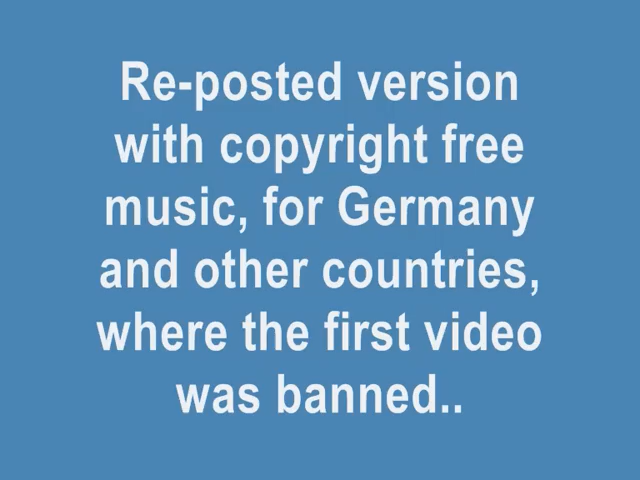 Re-posted version
with copyright free
music, for Germany
and other countries,
where the first video
was banned..